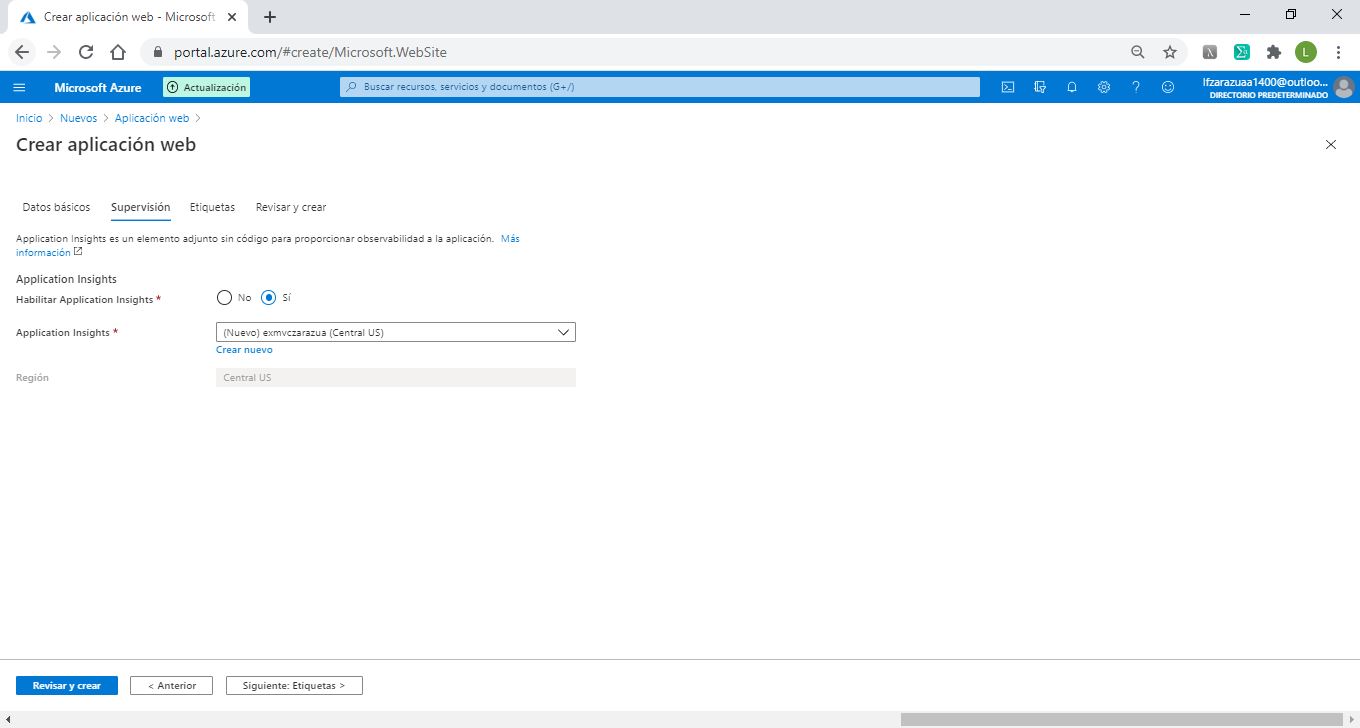 Crear aplicación web - Microsoft
portal.azure.com/#create/Microsoft.WebSite
L
Microsoft Azure
Actualización
Buscar recursos, servicios y documentos (G+/)
lfzarazuaa1400@outloo...
DIRECTORIO PREDETERMINADO
Inicio > Nuevos > Aplicación web >
Crear aplicación web
Datos básicos Supervisión Etiquetas Revisar y crear
Application Insights es un elemento adjunto sin código para proporcionar observabilidad a la aplicación. Más
información
Application Insights
Habilitar Application Insights * No Sí
Application Insights * (Nuevo) exmvczarazua (Central US)
Crear nuevo
Región Central US
Revisar y crear < Anterior Siguiente: Etiquetas >